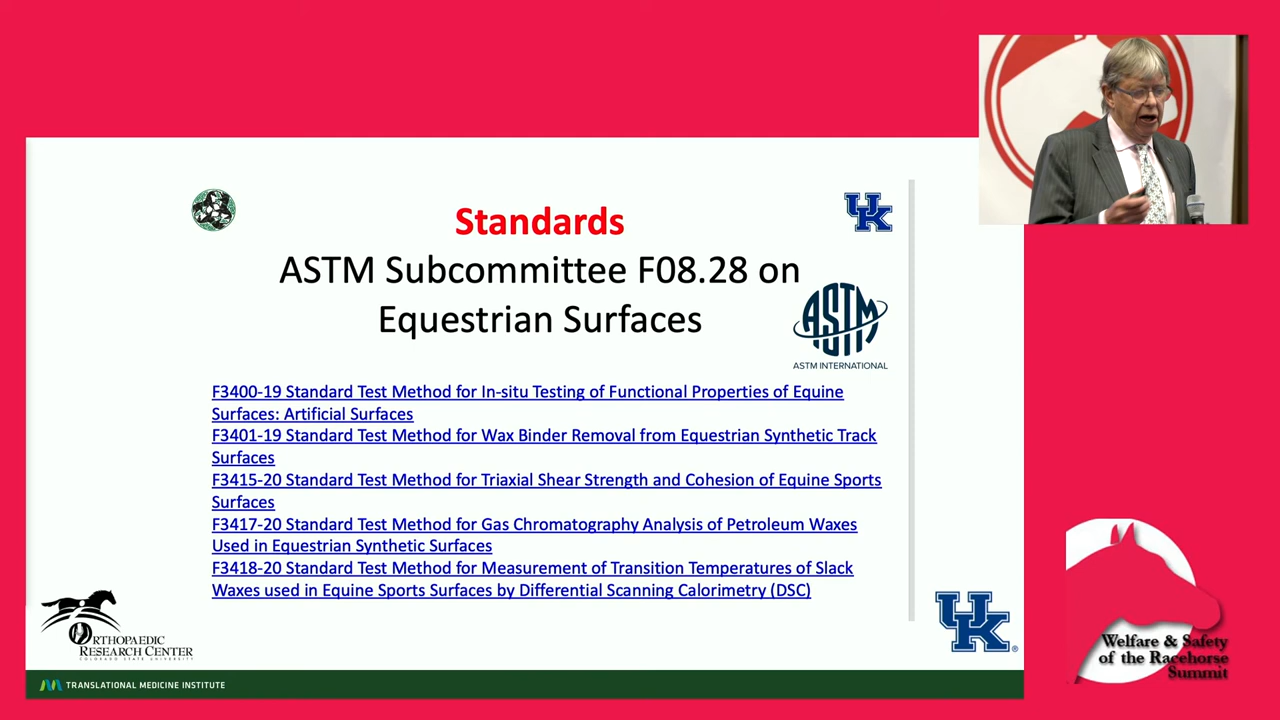 Standards
ASTM Subcommittee F08.28 on
Equestrian Surfaces
UK
ASTM
ASTM INTERNATIONAL
F3400-19 Standard Test Method for In-situ Testing of Functional Properties of Equine
Surfaces: Artificial Surfaces
F3401-19 Standard Test Method for Wax Binder Removal from Equestrian Synthetic Track
Surfaces
F3415-20 Standard Test Method for Triaxial Shear Strength and Cohesion of Equine Sports
Surfaces
F3417-20 Standard Test Method for Gas Chromatography Analysis of Petroleum Waxes
Used in Equestrian Synthetic Surfaces
F3418-20 Standard Test Method for Measurement of Transition Temperatures of Slack
Waxes used in Equine Sports Surfaces by Differential Scanning Calorimetry (DSC)
ORTHOPAEDIC
RESEARCH CENTER
COLORADO STATE UNIVERSITY
UK®
TRANSLATIONAL MEDICINE INSTITUTE
Welfare & Safety
of the Racehorse
Summit